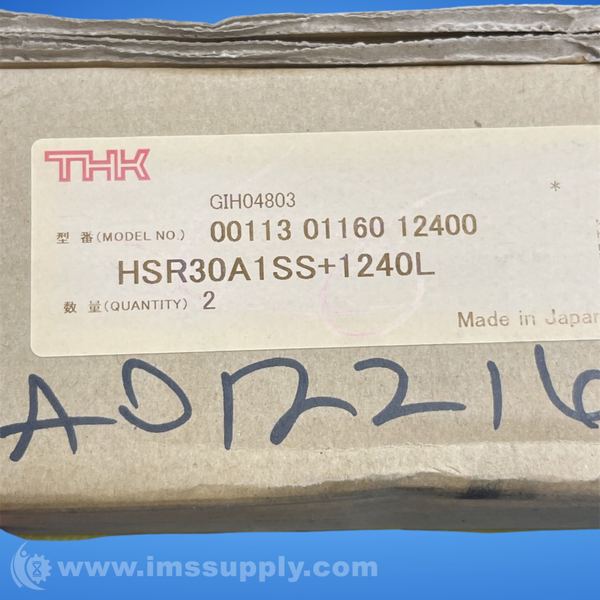 THK
GIH04803
*
型 番 (MODEL NO.) 00113 01160 12400
HSR30A1SS+1240L
数 量 (QUANTITY) 2
Made in Japan
A012216
www.imssupply.com